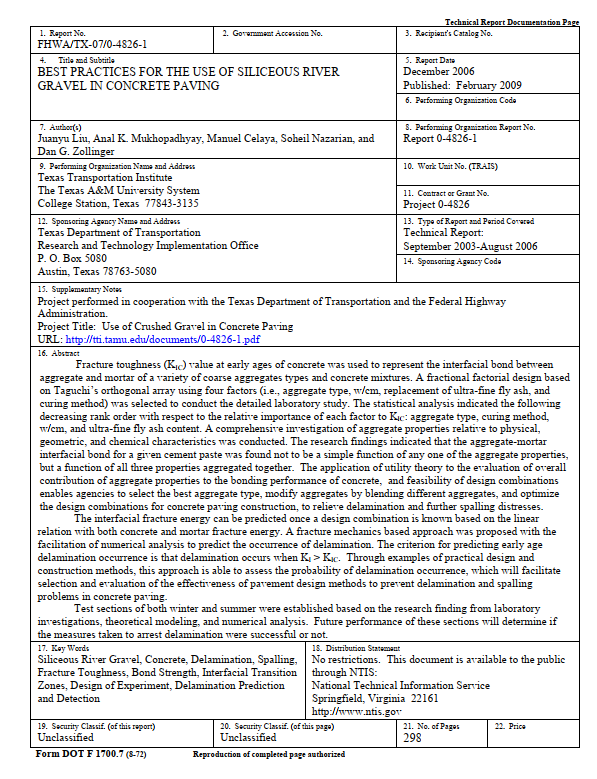 Technical Report Documentation Page
1. Report No.
FHWA/TX-07/0-4826-1
2. Government Accession No.
3. Recipient's Catalog No.
4. Title and Subtitle
BEST PRACTICES FOR THE USE OF SILICEOUS RIVER
GRAVEL IN CONCRETE PAVING
5. Report Date
December 2006
Published: February 2009
6. Performing Organization Code
7. Author(s)
Juanyu Liu, Anal K. Mukhopadhyay, Manuel Celaya, Soheil Nazarian, and
Dan G. Zollinger
8. Performing Organization Report No.
Report 0-4826-1
9. Performing Organization Name and Address
Texas Transportation Institute
The Texas A&M University System
College Station, Texas 77843-3135
10. Work Unit No. (TRAIS)
11. Contract or Grant No.
Project 0-4826
12. Sponsoring Agency Name and Address
Texas Department of Transportation
Research and Technology Implementation Office
P. O. Box 5080
Austin, Texas 78763-5080
13. Type of Report and Period Covered
Technical Report:
September 2003-August 2006
14. Sponsoring Agency Code
15. Supplementary Notes
Project performed in cooperation with the Texas Department of Transportation and the Federal Highway
Administration.
Project Title: Use of Crushed Gravel in Concrete Paving
URL: http://tti.tamu.edu/documents/0-4826-1.pdf
16. Abstract
Fracture toughness (KIC) value at early ages of concrete was used to represent the interfacial bond between
aggregate and mortar of a variety of coarse aggregates types and concrete mixtures. A fractional factorial design based
on Taguchi's orthogonal array using four factors (i.e., aggregate type, w/cm, replacement of ultra-fine fly ash, and
curing method) was selected to conduct the detailed laboratory study. The statistical analysis indicated the following
decreasing rank order with respect to the relative importance of each factor to KIC: aggregate type, curing method,
w/cm, and ultra-fine fly ash content. A comprehensive investigation of aggregate properties relative to physical,
geometric, and chemical characteristics was conducted. The research findings indicated that the aggregate-mortar
interfacial bond for a given cement paste was found not to be a simple function of any one of the aggregate properties,
but a function of all three properties aggregated together. The application of utility theory to the evaluation of overall
contribution of aggregate properties to the bonding performance of concrete, and feasibility of design combinations
enables agencies to select the best aggregate type, modify aggregates by blending different aggregates, and optimize
the design combinations for concrete paving construction, to relieve delamination and further spalling distresses.
The interfacial fracture energy can be predicted once a design combination is known based on the linear
relation with both concrete and mortar fracture energy. A fracture mechanics based approach was proposed with the
facilitation of numerical analysis to predict the occurrence of delamination. The criterion for predicting early age
delamination occurrence is that delamination occurs when KI > KIC. Through examples of practical design and
construction methods, this approach is able to assess the probability of delamination occurrence, which will facilitate
selection and evaluation of the effectiveness of pavement design methods to prevent delamination and spalling
problems in concrete paving.
Test sections of both winter and summer were established based on the research finding from laboratory
investigations, theoretical modeling, and numerical analysis. Future performance of these sections will determine if
the measures taken to arrest delamination were successful or not.
17. Key Words
Siliceous River Gravel, Concrete, Delamination, Spalling,
Fracture Toughness, Bond Strength, Interfacial Transition
Zones, Design of Experiment, Delamination Prediction
and Detection
18. Distribution Statement
No restrictions. This document is available to the public
through NTIS:
National Technical Information Service
Springfield, Virginia 22161
http://www.ntis.gov
19. Security Classif. (of this report)
Unclassified
20. Security Classif. (of this page)
Unclassified
21. No. of Pages
298
22. Price
Form DOT F 1700.7 (8-72) Reproduction of completed page authorized